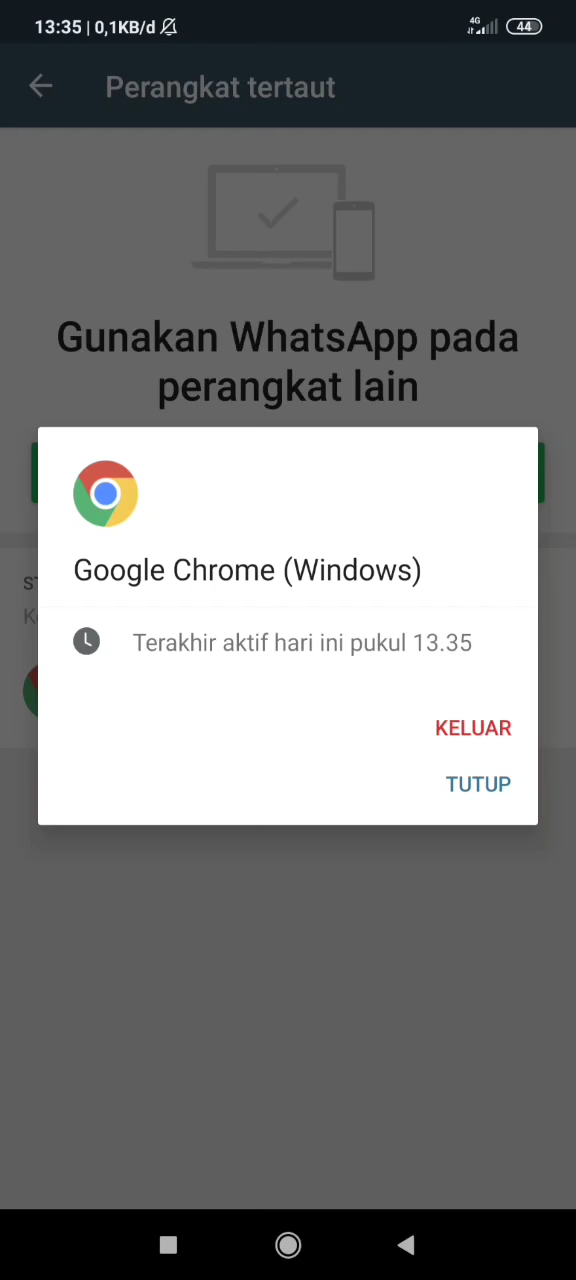 13:35 | 0,1KB/d
4G
44
Perangkat tertaut
Gunakan WhatsApp pada
perangkat lain
Google Chrome (Windows)
Terakhir aktif hari ini pukul 13.35
KELUAR
TUTUP